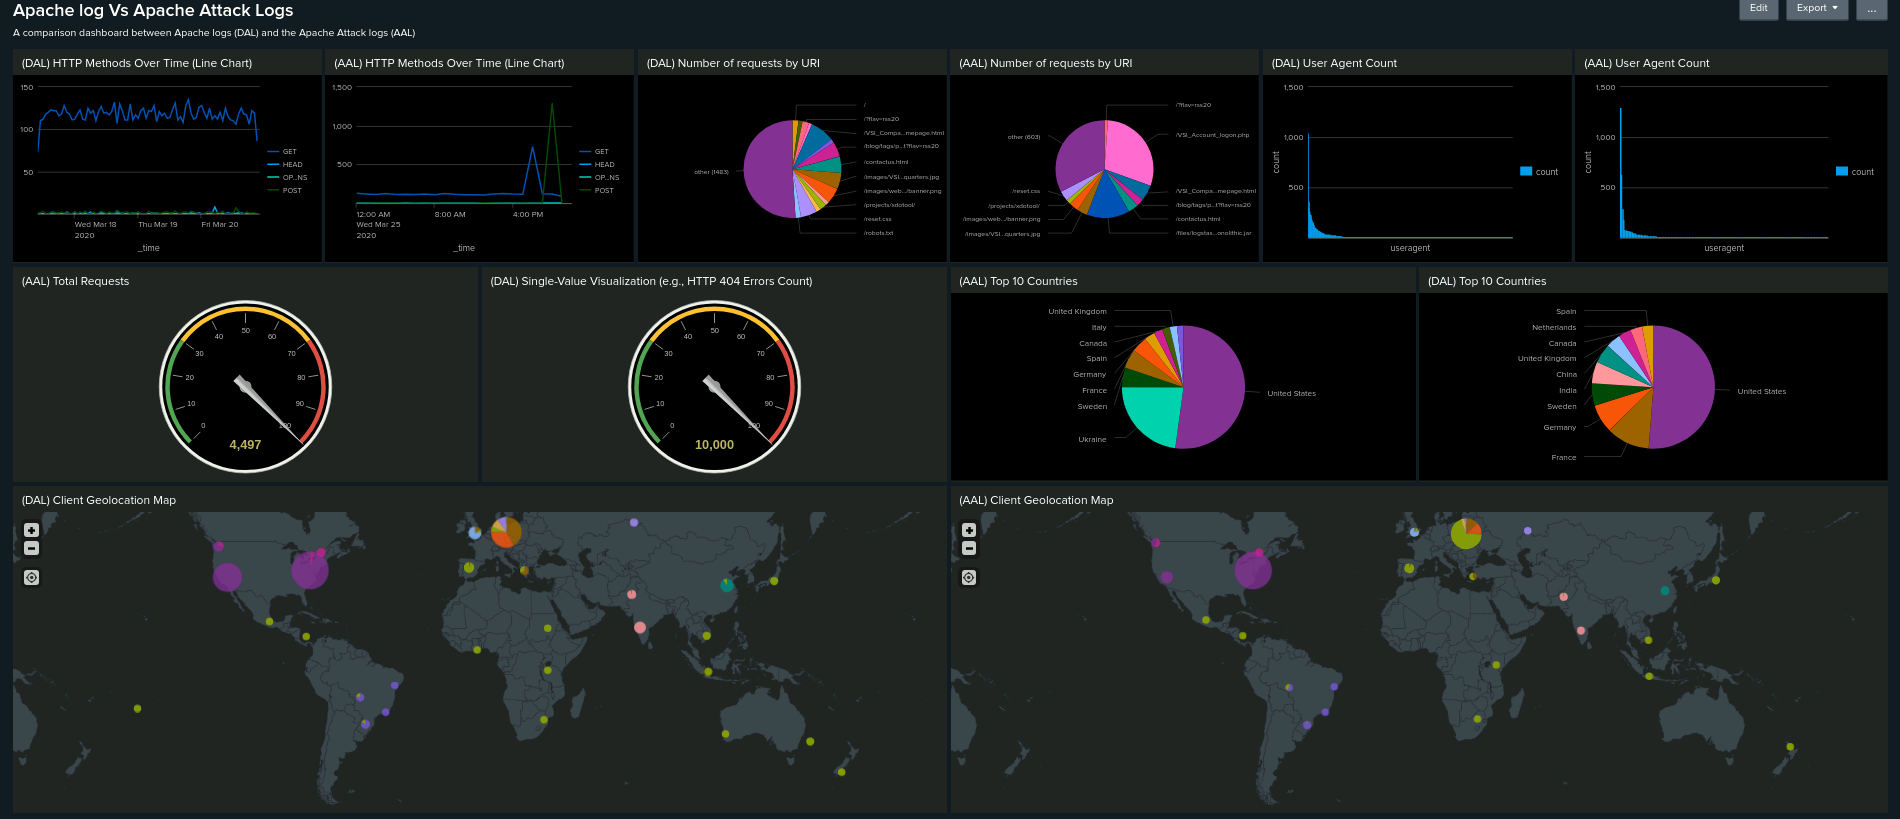 Apache log Vs Apache Attack Logs
Edit
Export
...
A comparison dashboard between Apache logs (DAL) and the Apache Attack logs (AAL)
(DAL) HTTP Methods Over Time (Line Chart)
150
100
50
Wed Mar 18
2020
Thu Mar 19
Fri Mar 20
_time
GET
HEAD
OP...NS
POST
(AAL) HTTP Methods Over Time (Line Chart)
1,500
1,000
500
12:00 AM
Wed Mar 25
2020
8:00 AM
4:00 PM
_time
GET
HEAD
OP...NS
POST
(DAL) Number of requests by URI
other (1483)
/
/?flav=rss20
/VSI_Compa...mepage.html
/blog/tags/p...t?flav=rss20
/contactus.html
/images/VSI...quarters.jpg
/images/web.../banner.png
/projects/xdotool/
/reset.css
/robots.txt
(AAL) Number of requests by URI
other (603)
/reset.css
/projects/xdotool/
/images/web.../banner.png
/images/VSI...quarters.jpg
/?flav=rss20
/VSI_Account_logon.php
/VSI_Compa...mepage.html
/blog/tags/p...t?flav=rss20
/contactus.html
/files/logstas...onolithic.jar
(DAL) User Agent Count
1,500
1,000
500
count
useragent
count
(AAL) User Agent Count
1,500
1,000
500
count
useragent
count
(AAL) Total Requests
0
10
20
30
40
50
60
70
80
90
100
4,497
(DAL) Single-Value Visualization (e.g., HTTP 404 Errors Count)
0
10
20
30
40
50
60
70
80
90
100
10,000
(AAL) Top 10 Countries
United Kingdom
Italy
Canada
Spain
Germany
France
Sweden
Ukraine
United States
(DAL) Top 10 Countries
Spain
Netherlands
Canada
United Kingdom
China
India
Sweden
Germany
France
United States
(DAL) Client Geolocation Map
(AAL) Client Geolocation Map